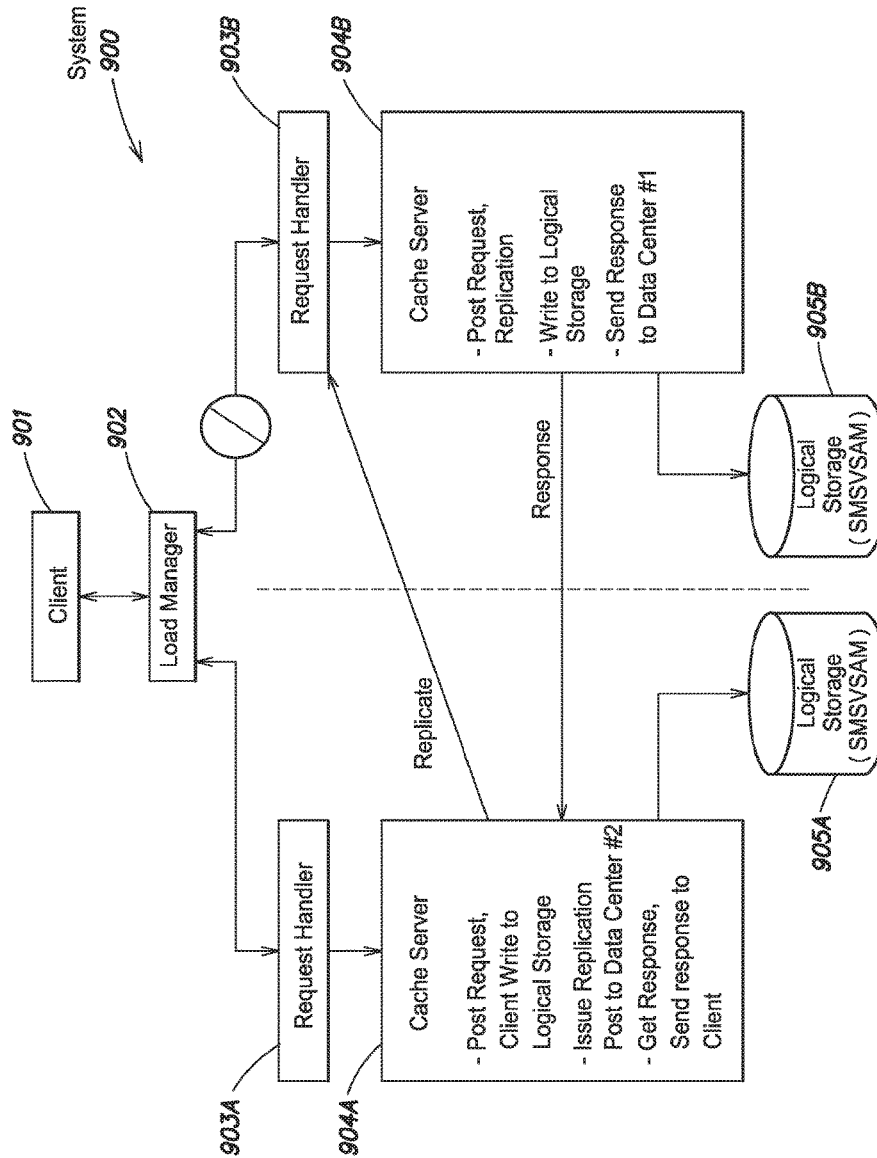 System
900
901
Client
902
Load Manager
903A
Request Handler
903B
Request Handler
Replicate
904A
Cache Server
- Post Request,
Client Write to
Logical Storage
- Issue Replication
Post to Data Center #2
- Get Response,
Send response to
Client
Response
904B
Cache Server
- Post Request,
Replication
- Write to Logical
Storage
- Send Response
to Data Center #1
905A
Logical
Storage
( SMSVSAM )
905B
Logical
Storage
( SMSVSAM )